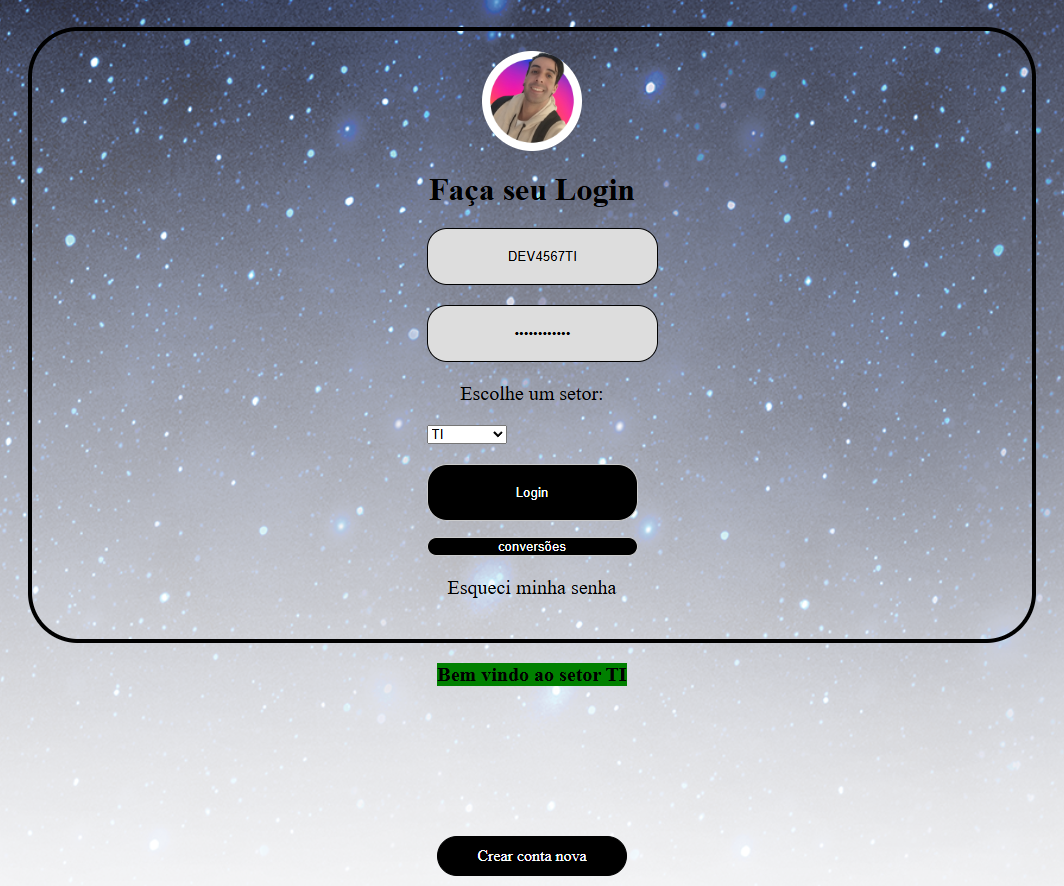 Faça seu Login
DEV4567TI
••••••••••••
Escolhe um setor:
TI
Login
conversões
Esqueci minha senha
Bem vindo ao setor TI
Crear conta nova